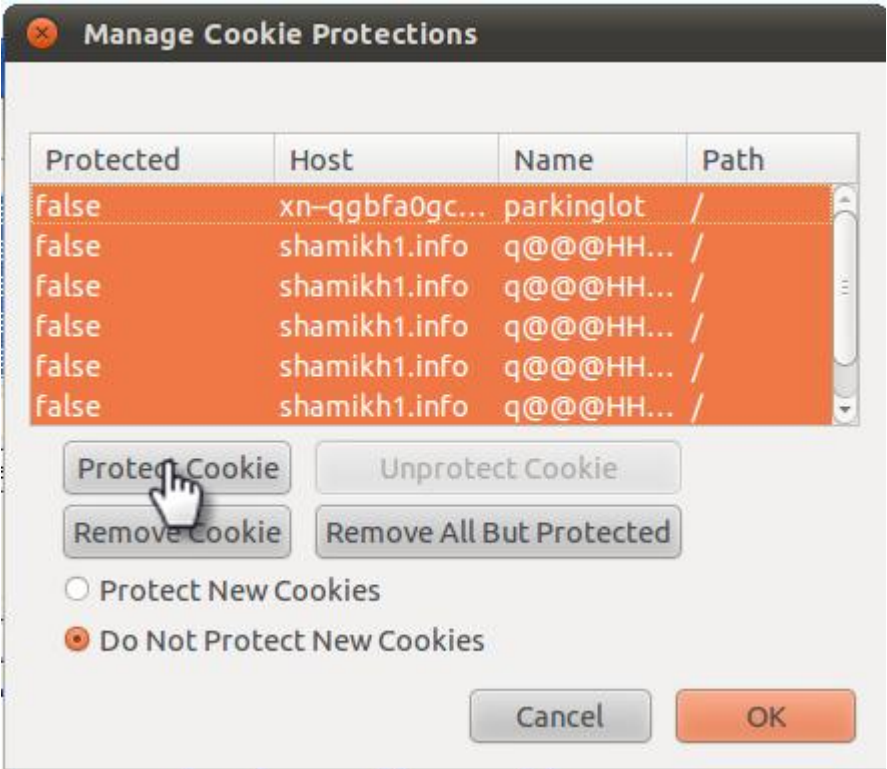 Manage Cookie Protections
Protected Host Name Path
false xn–qgbfa0gc... parkinglot /
false shamikh1.info q@@@HH... /
false shamikh1.info q@@@HH... /
false shamikh1.info q@@@HH... /
false shamikh1.info q@@@HH... /
false shamikh1.info q@@@HH... /
Protect Cookie Unprotect Cookie
Remove Cookie Remove All But Protected
Protect New Cookies
Do Not Protect New Cookies
Cancel OK